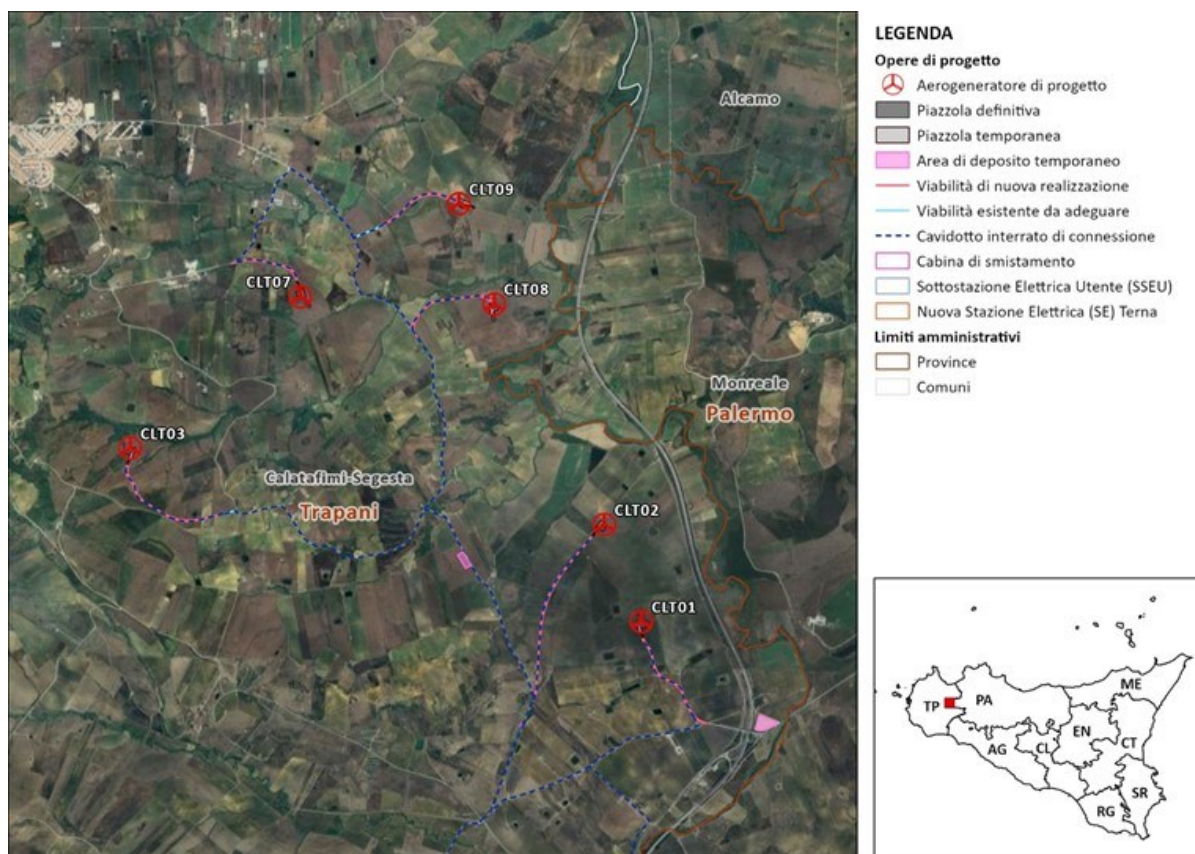 Alcamo
CLT09
CLT07
CLT08
Monreale
Palermo
CLT03
Calatafimi-Segesta
Trapani
CLT02
CLT01
LEGENDA
Opere di progetto
Aerogeneratore di progetto
Piazzola definitiva
Piazzola temporanea
Area di deposito temporaneo
Viabilità di nuova realizzazione
Viabilità esistente da adeguare
Cavidotto interrato di connessione
Cabina di smistamento
Sottostazione Elettrica Utente (SSEU)
Nuova Stazione Elettrica (SE) Terna
Limiti amministrativi
Province
Comuni
ME
TP
PA
EN
CT
AG
CL
SR
RG